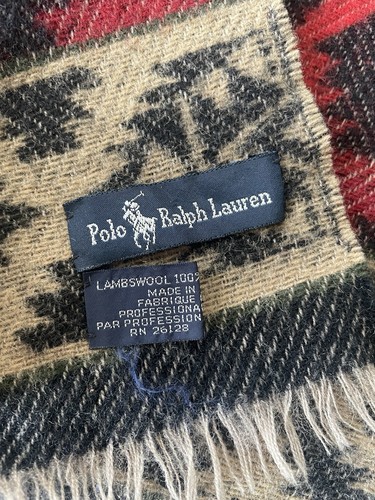 Polo Ralph Lauren
LAMBSWOOL 100%
MADE IN
FABRIQUE
PROFESSIONA
PAR PROFESSION
RN 26128